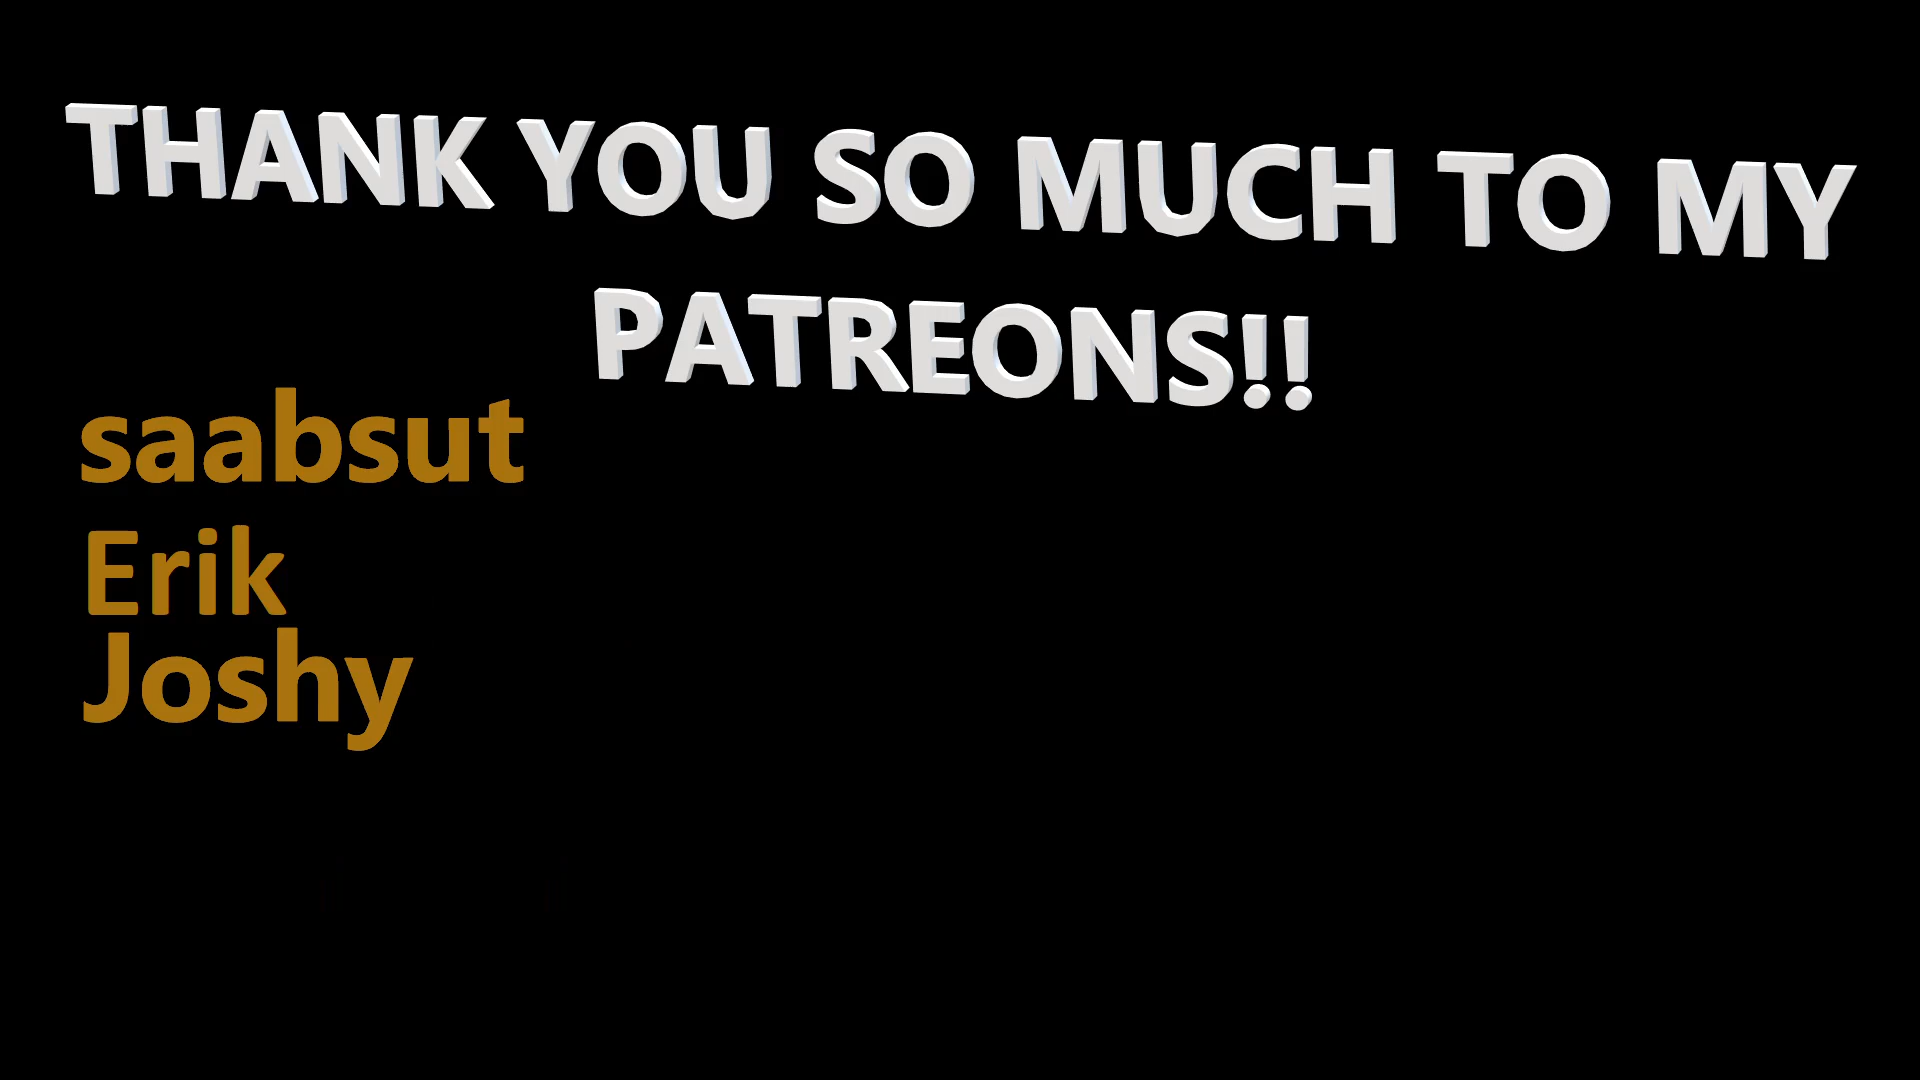 THANK YOU SO MUCH TO MY
PATREONS!!
saabsut
Erik
Joshy